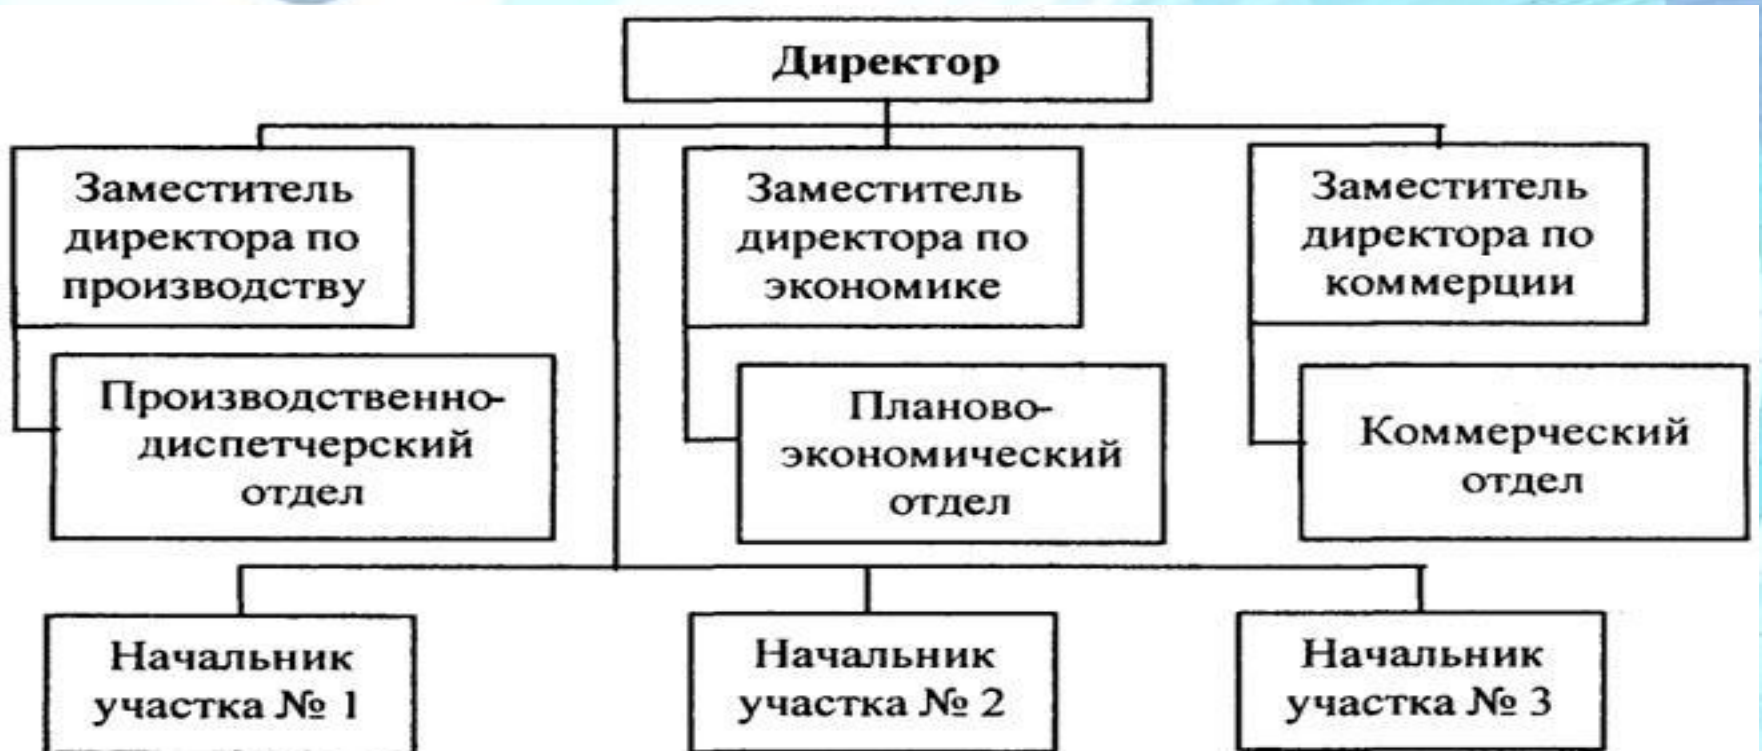 Директор
Заместитель
директора по
производству
Заместитель
директора по
экономике
Заместитель
директора по
коммерции
Производственно-
диспетчерский
отдел
Планово-
экономический
отдел
Коммерческий
отдел
Начальник
участка № 1
Начальник
участка № 2
Начальник
участка № 3